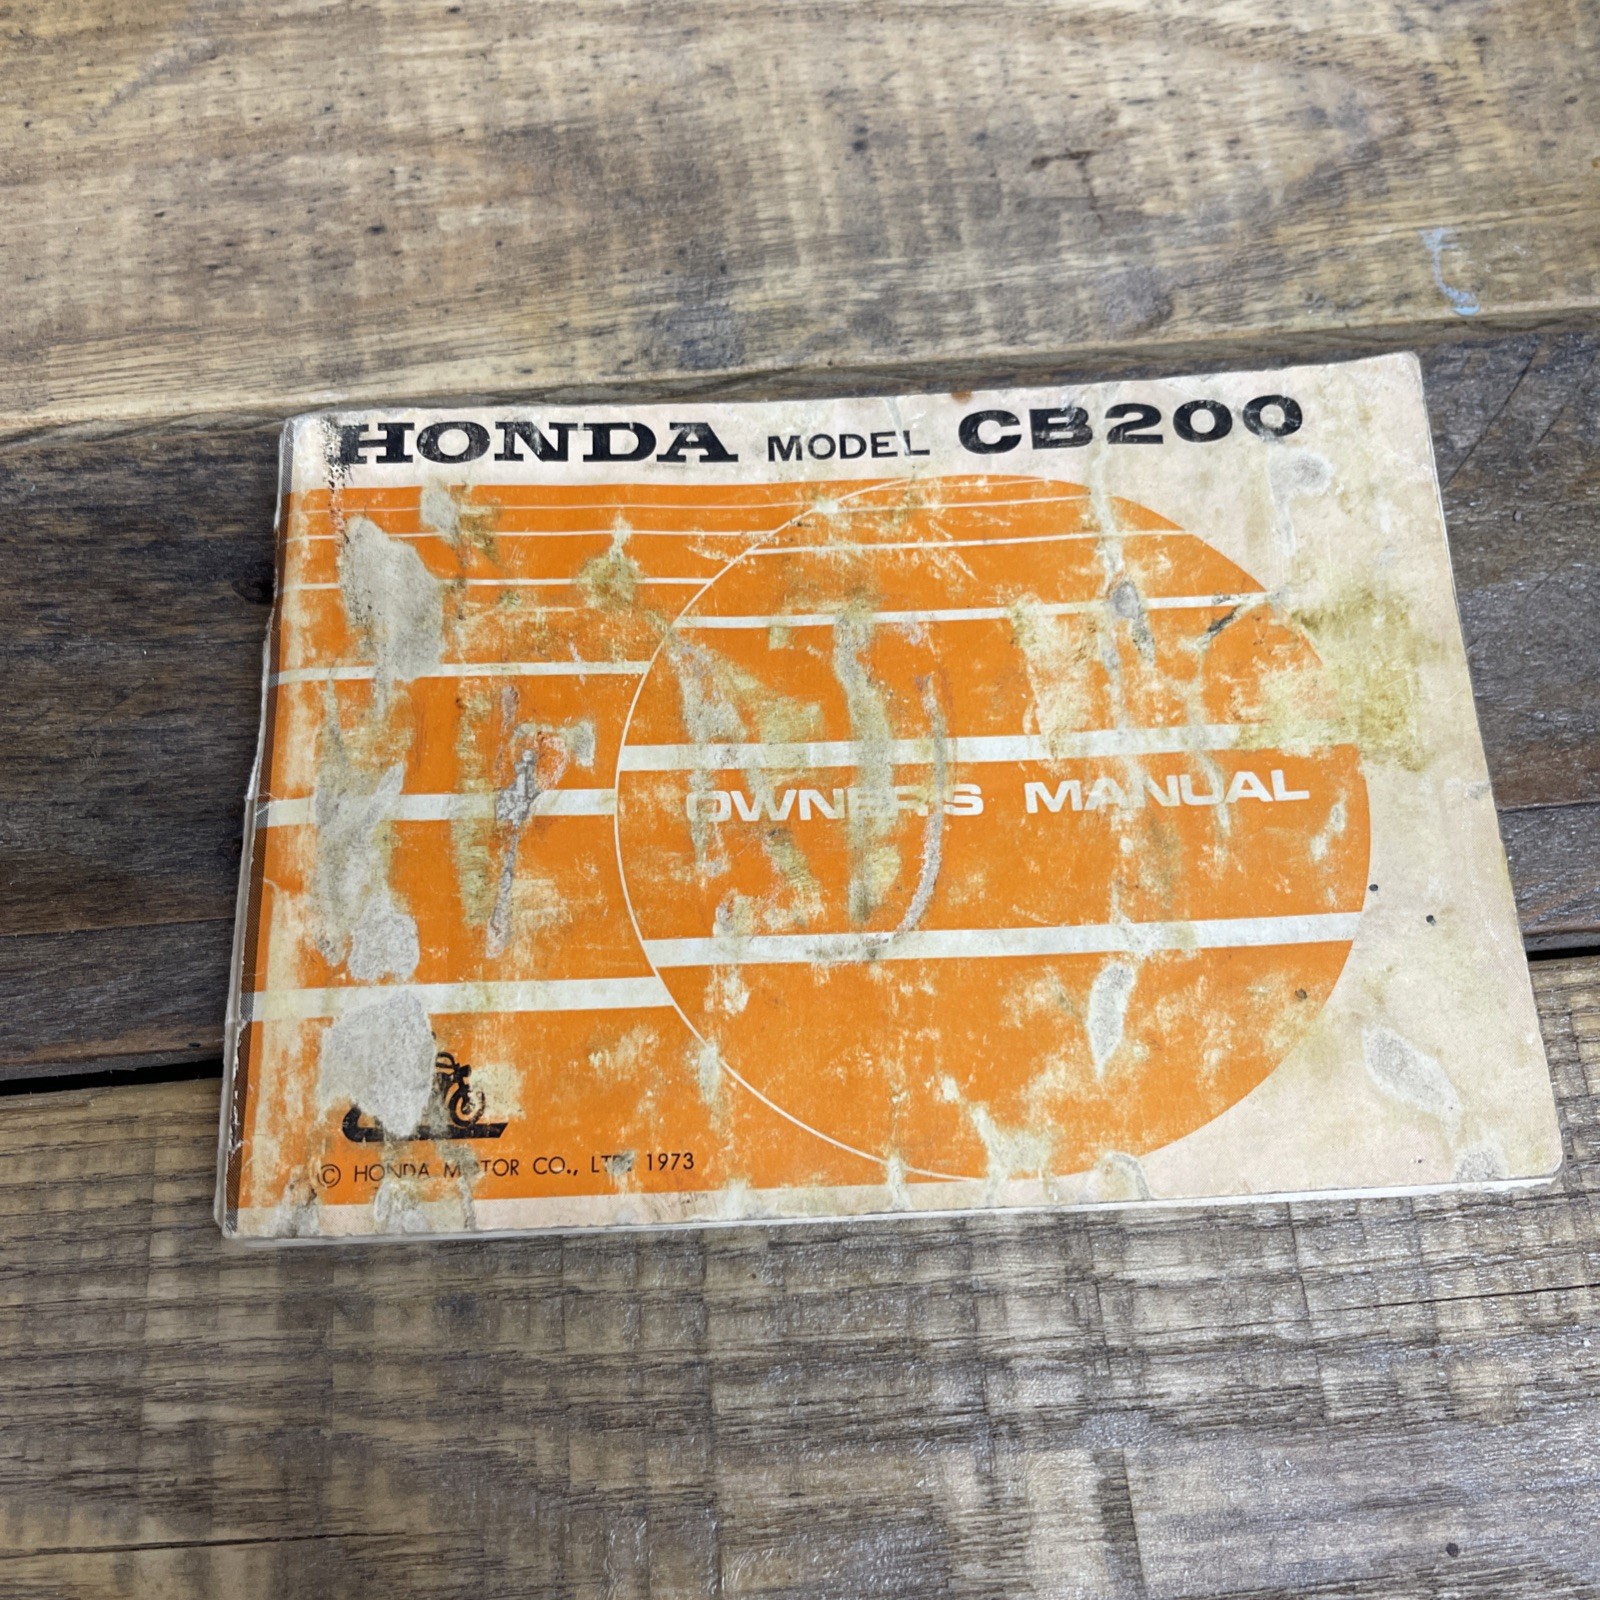 HONDA MODEL CB200
OWNER'S MANUAL
© HONDA MOTOR CO., LTD. 1973